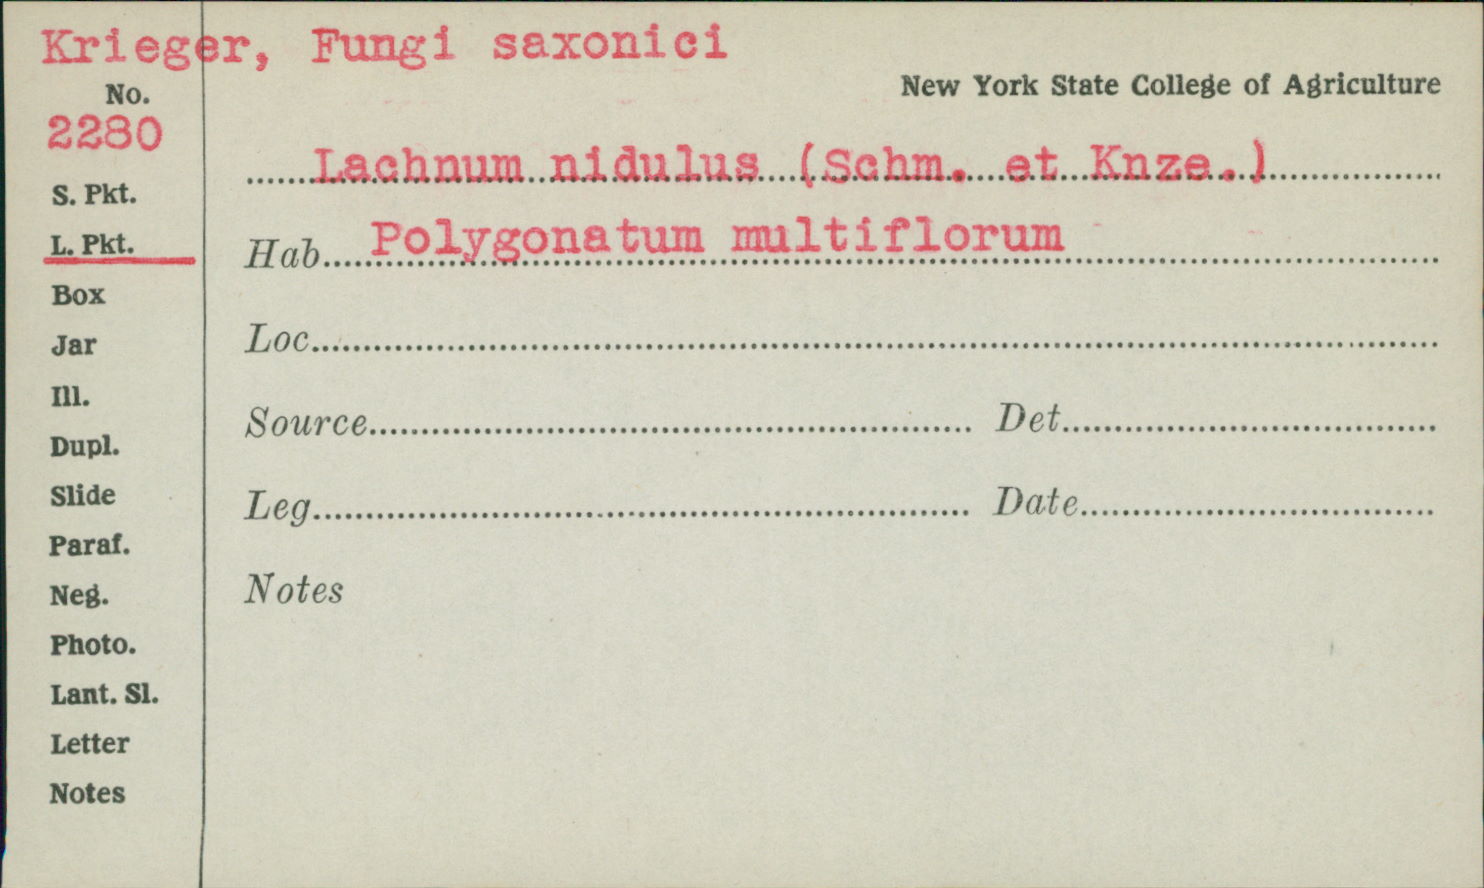 Krieger, Fungi saxonici
New York State College of Agriculture
No.
2280
Lachnum nidulus (Schm. et Knze.)
S. Pkt.
Hab. Polygonatum multiflorum
L. Pkt.
Box
Loc.
Jar
Ill.
Source Det.
Dupl.
Slide
Leg. Date
Paraf.
Neg.
Notes
Photo.
Lant. Sl.
Letter
Notes